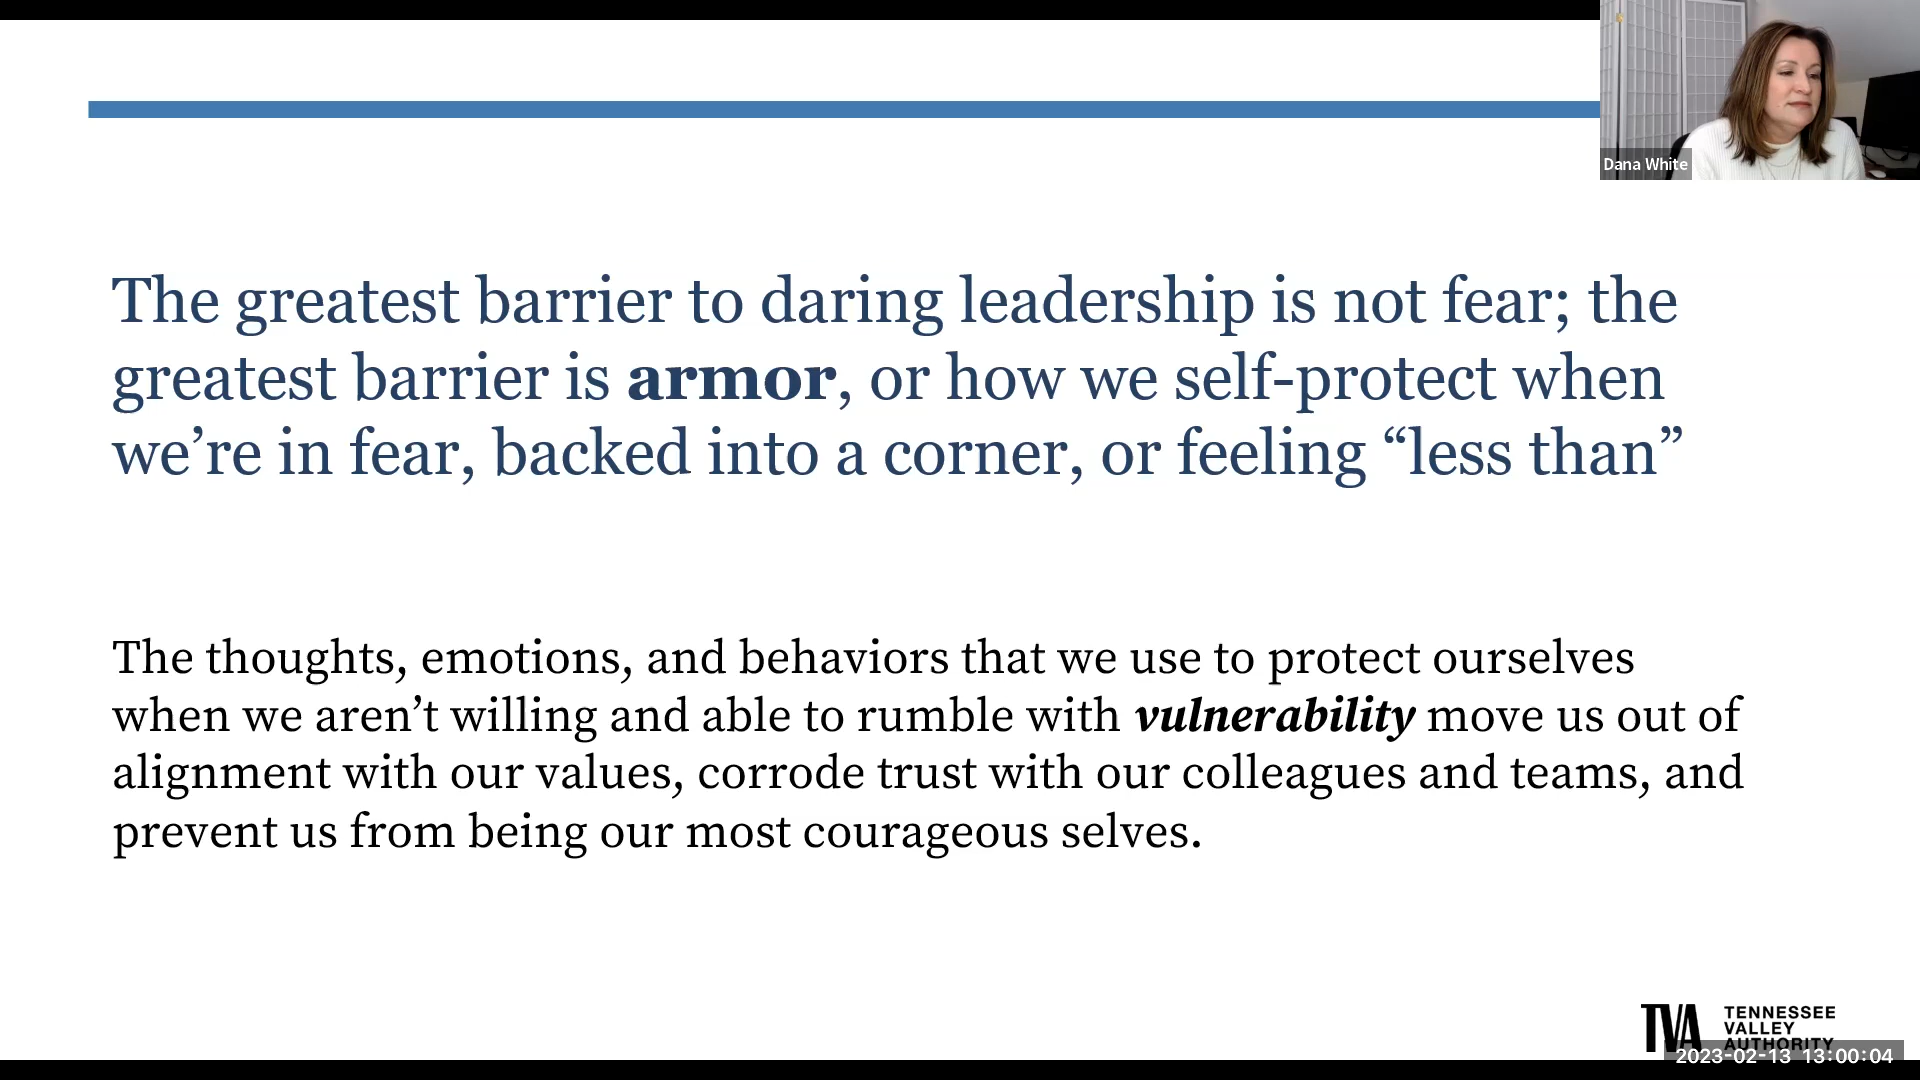 Dana White
The greatest barrier to daring leadership is not fear; the
greatest barrier is armor, or how we self-protect when
we’re in fear, backed into a corner, or feeling “less than”
The thoughts, emotions, and behaviors that we use to protect ourselves
when we aren’t willing and able to rumble with vulnerability move us out of
alignment with our values, corrode trust with our colleagues and teams, and
prevent us from being our most courageous selves.
TVA
TENNESSEE
VALLEY
AUTHORITY
2023-02-13 13:00:04